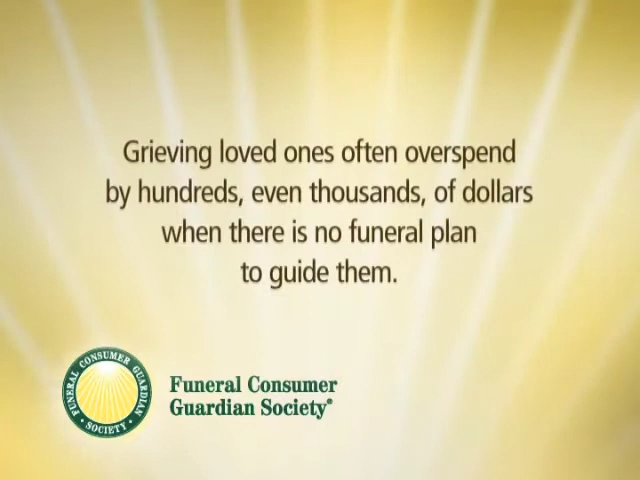 Grieving loved ones often overspend
by hundreds, even thousands, of dollars
when there is no funeral plan
to guide them.
FUNERAL CONSUMER GUARDIAN
• SOCIETY •
Funeral Consumer
Guardian Society®